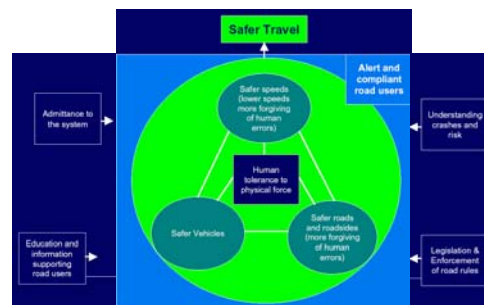 Safer Travel
Alert and
compliant
road users
Safer speeds
(lower speeds
more forgiving
of human
errors)
Admittance to
the system
Understanding
crashes and
risk
Human
tolerance to
physical force
Safer Vehicles
Safer roads
and roadsides
(more forgiving
of human
errors)
Education and
information
supporting
road users
Legislation &
Enforcement
of road rules